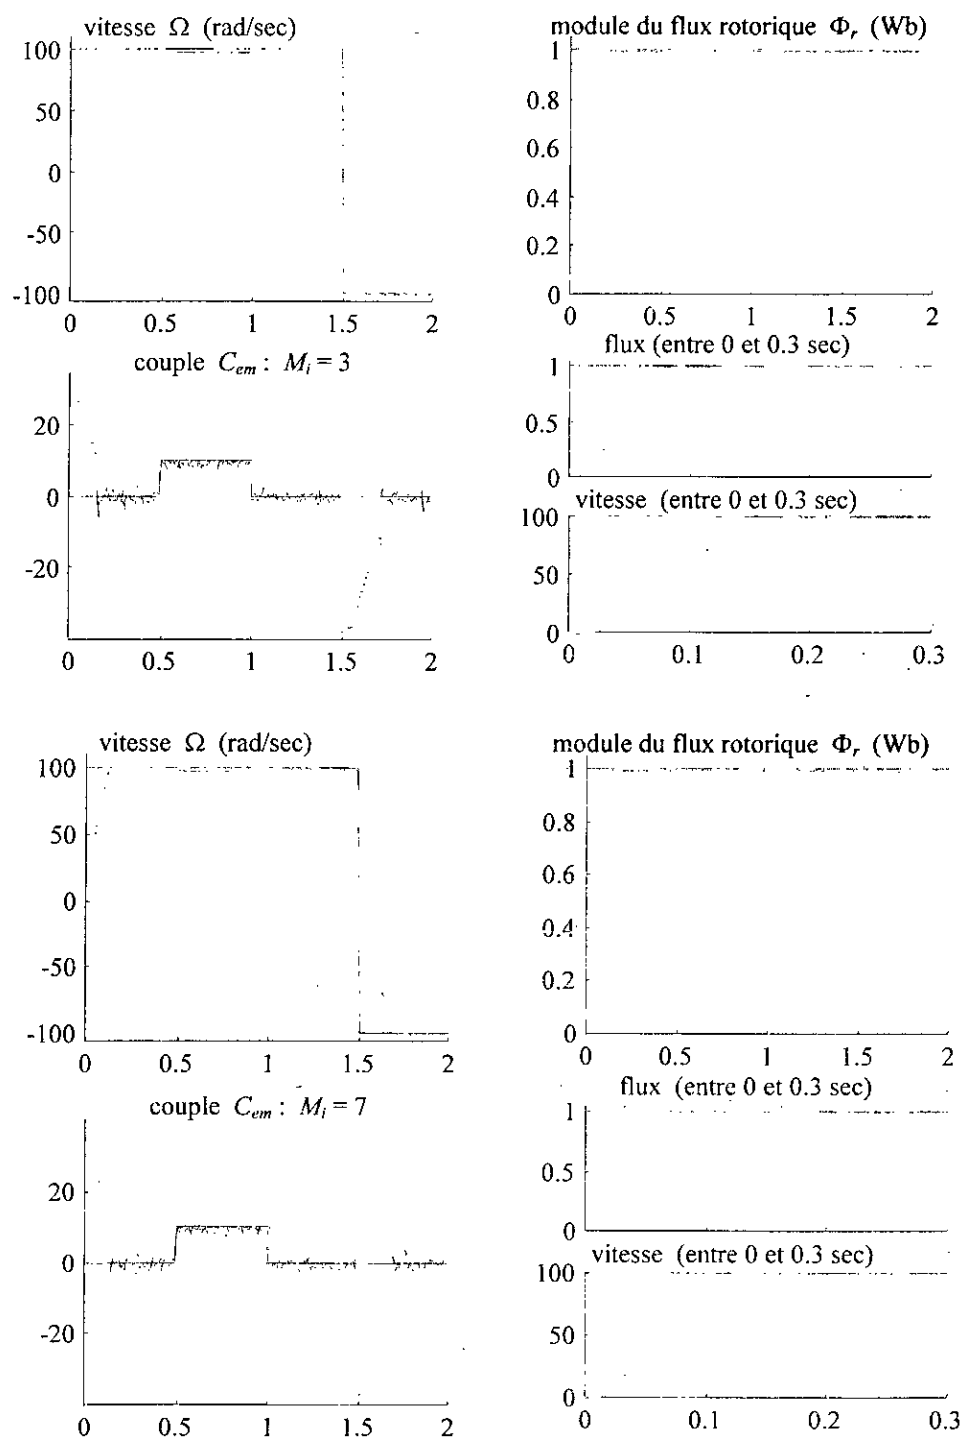 vitesse Ω (rad/sec)
100
50
0
-50
-100
0 0.5 1 1.5 2
module du flux rotorique Φr (Wb)
1
0.8
0.6
0.4
0.2
0
0 0.5 1 1.5 2
couple Cem : Mi = 3
20
0
-20
0 0.5 1 1.5 2
flux (entre 0 et 0.3 sec)
1
0.5
0
vitesse (entre 0 et 0.3 sec)
100
50
0
0 0.1 0.2 0.3
vitesse Ω (rad/sec)
100
50
0
-50
-100
0 0.5 1 1.5 2
module du flux rotorique Φr (Wb)
1
0.8
0.6
0.4
0.2
0
0 0.5 1 1.5 2
couple Cem : Mi = 7
20
0
-20
0 0.5 1 1.5 2
flux (entre 0 et 0.3 sec)
1
0.5
0
vitesse (entre 0 et 0.3 sec)
100
50
0
0 0.1 0.2 0.3